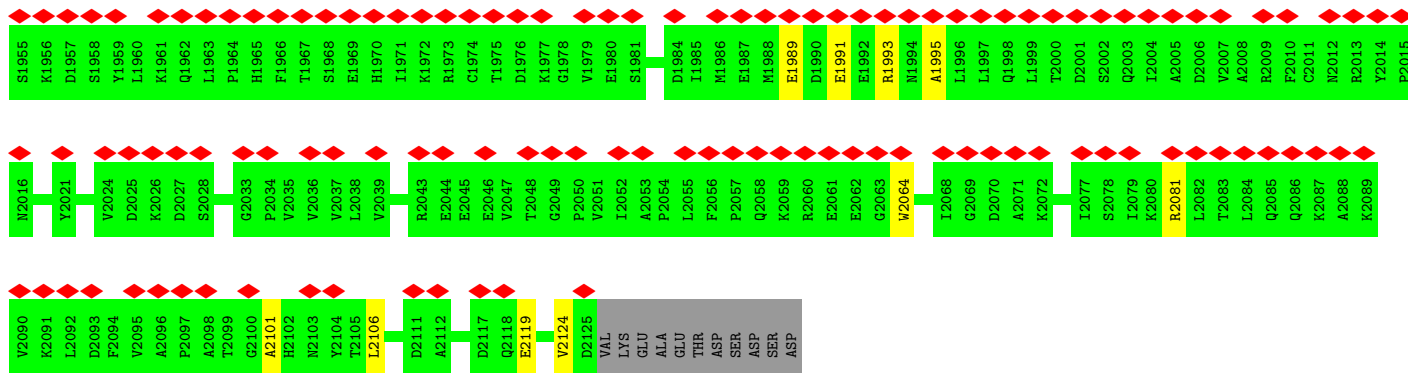 S1955 K1956 D1957 S1958 Y1959 L1960 K1961 Q1962 L1963 P1964 H1965 F1966 T1967 S1968 E1969 H1970 I1971 K1972 R1973 C1974 T1975 D1976 K1977 G1978 V1979 E1980 S1981 D1984 I1985 M1986 E1987 M1988 E1989 D1990 E1991 E1992 R1993 N1994 A1995 L1996 L1997 Q1998 L1999 T2000 D2001 S2002 Q2003 I2004 A2005 D2006 V2007 A2008 R2009 F2010 C2011 N2012 R2013 Y2014 P2015
N2016 Y2021 V2024 D2025 K2026 D2027 S2028 G2033 P2034 V2035 V2036 V2037 L2038 V2039 R2043 E2044 E2045 E2046 V2047 T2048 G2049 P2050 V2051 I2052 A2053 P2054 L2055 F2056 P2057 Q2058 K2059 R2060 E2061 E2062 G2063 W2064 I2068 G2069 D2070 A2071 K2072 I2077 S2078 I2079 K2080 R2081 L2082 T2083 L2084 Q2085 Q2086 K2087 A2088 K2089
V2090 K2091 L2092 D2093 F2094 V2095 A2096 P2097 A2098 T2099 G2100 A2101 H2102 N2103 Y2104 T2105 L2106 D2111 A2112 D2117 Q2118 E2119 V2124 D2125 VAL LYS GLU ALA GLU THR ASP SER ASP SER ASP